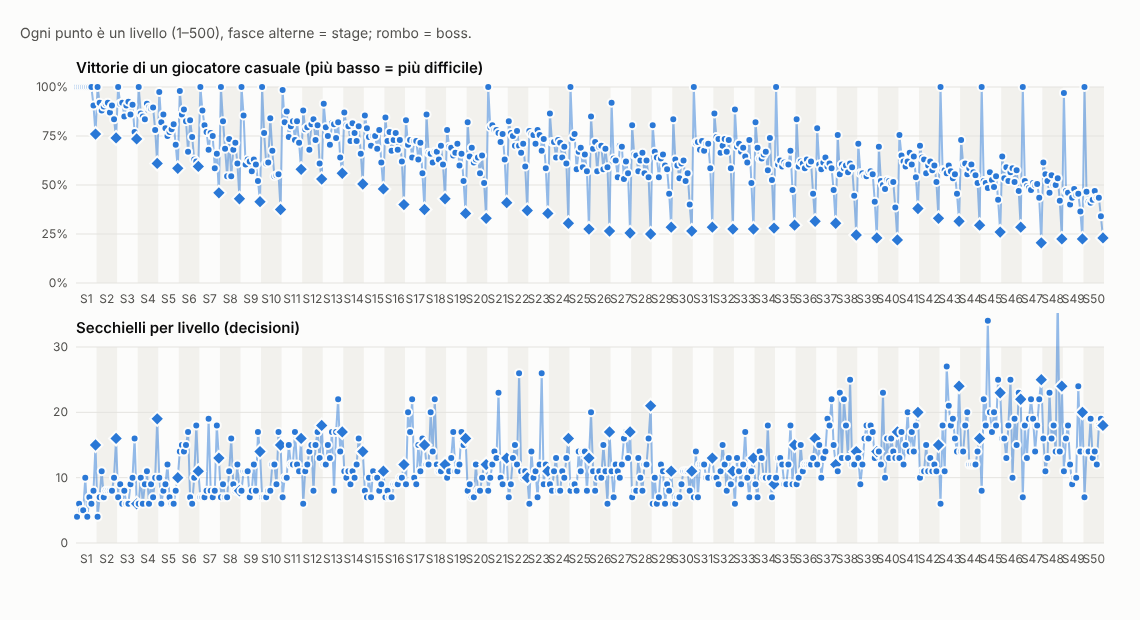 Ogni punto è un livello (1–500), fasce alterne = stage; rombo = boss.
Vittorie di un giocatore casuale (più basso = più difficile)
100%
75%
50%
25%
0%
S1 S2 S3 S4 S5 S6 S7 S8 S9 S10 S11 S12 S13 S14 S15 S16 S17 S18 S19 S20 S21 S22 S23 S24 S25 S26 S27 S28 S29 S30 S31 S32 S33 S34 S35 S36 S37 S38 S39 S40 S41 S42 S43 S44 S45 S46 S47 S48 S49 S50
Secchielli per livello (decisioni)
30
20
10
0
S1 S2 S3 S4 S5 S6 S7 S8 S9 S10 S11 S12 S13 S14 S15 S16 S17 S18 S19 S20 S21 S22 S23 S24 S25 S26 S27 S28 S29 S30 S31 S32 S33 S34 S35 S36 S37 S38 S39 S40 S41 S42 S43 S44 S45 S46 S47 S48 S49 S50